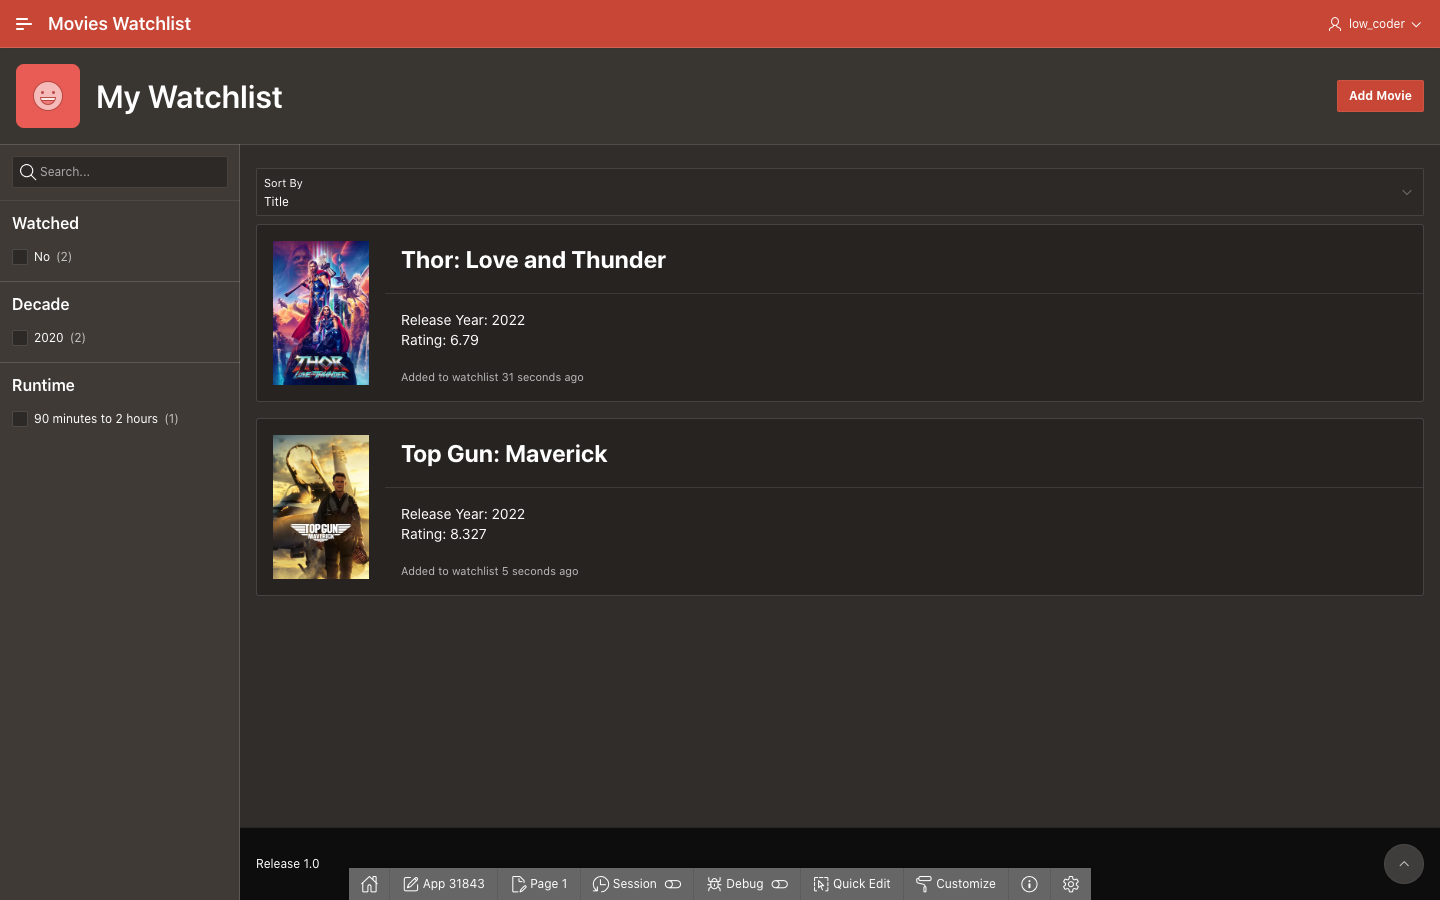 Movies Watchlist
low_coder
My Watchlist
Add Movie
Search...
Watched
No (2)
Decade
2020 (2)
Runtime
90 minutes to 2 hours (1)
Sort By
Title
THOR
LOVE AND THUNDER
Thor: Love and Thunder
Release Year: 2022
Rating: 6.79
Added to watchlist 31 seconds ago
TOP GUN
MAVERICK
Top Gun: Maverick
Release Year: 2022
Rating: 8.327
Added to watchlist 5 seconds ago
Release 1.0
App 31843
Page 1
Session
Debug
Quick Edit
Customize